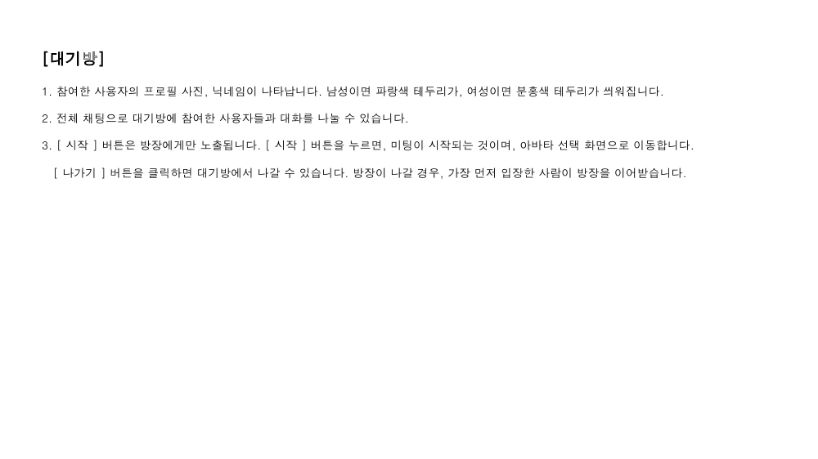 [대기방]
1. 참여한 사용자의 프로필 사진, 닉네임이 나타납니다. 남성이면 파랑색 테두리가, 여성이면 분홍색 테두리가 씌워집니다.
2. 전체 채팅으로 대기방에 참여한 사용자들과 대화를 나눌 수 있습니다.
3. [ 시작 ] 버튼은 방장에게만 노출됩니다. [ 시작 ] 버튼을 누르면, 미팅이 시작되는 것이며, 아바타 선택 화면으로 이동합니다.
[ 나가기 ] 버튼을 클릭하면 대기방에서 나갈 수 있습니다. 방장이 나갈 경우, 가장 먼저 입장한 사람이 방장을 이어받습니다.